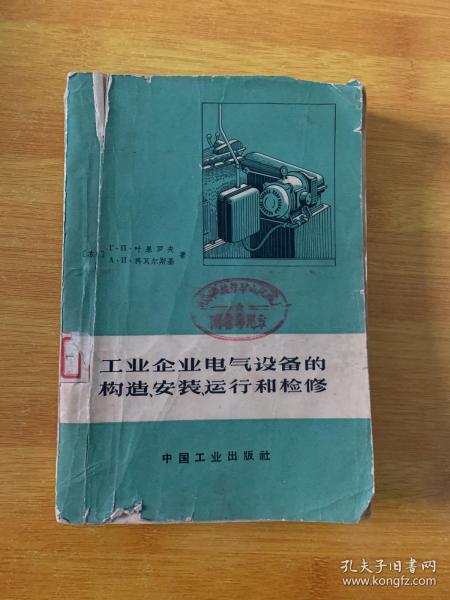 [苏] Г·П·叶基罗夫 著
А·И·科瓦尔斯基
工业企业电气设备的
构造、安装、运行和检修
中国工业出版社
孔夫子旧书网
www.kongfz.com